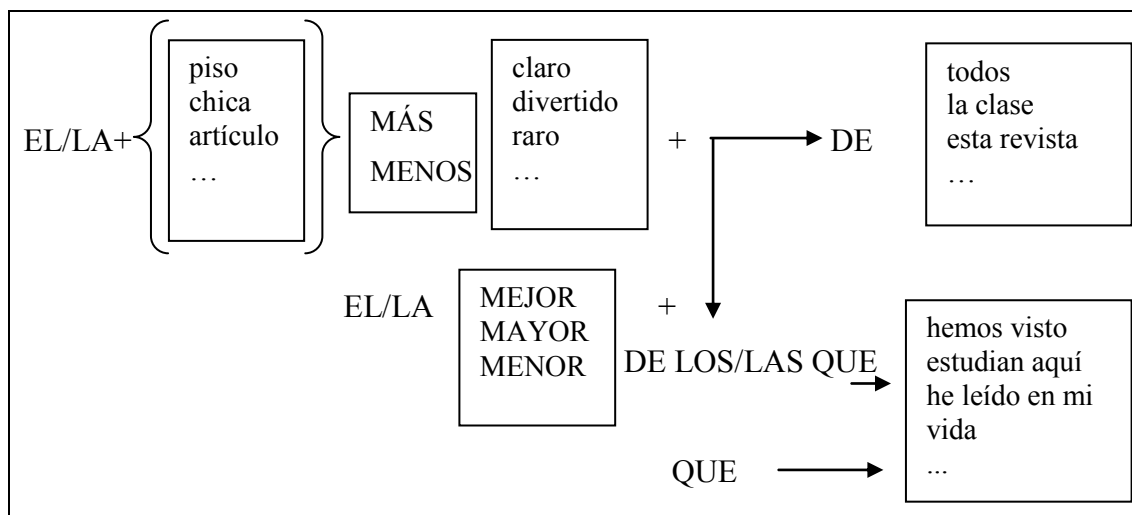 EL/LA+
piso
chica
artículo
…
MÁS
MENOS
claro
divertido
raro
…
+
DE
todos
la clase
esta revista
…
EL/LA
MEJOR
MAYOR
MENOR
+
DE LOS/LAS QUE
QUE
hemos visto
estudian aquí
he leído en mi
vida
...